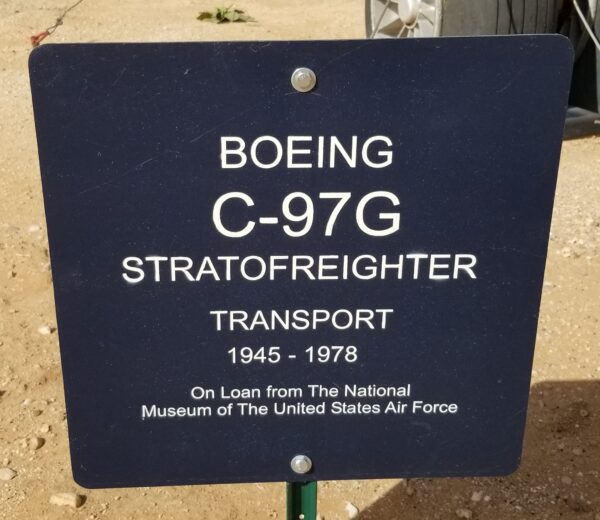 BOEING
C-97G
STRATOFREIGHTER
TRANSPORT
1945 - 1978
On Loan from The National
Museum of The United States Air Force